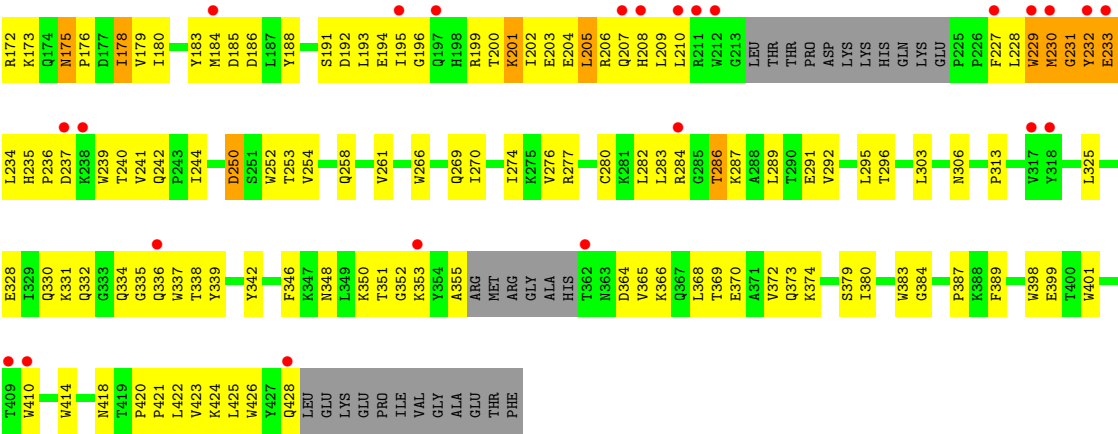 R172 K173 Q174 N175 P176 D177 I178 V179 I180 Y183 M184 D185 D186 L187 Y188 S191 D192 L193 E194 I195 G196 Q197 H198 R199 T200 K201 I202 E203 E204 L205 R206 Q207 H208 L209 L210 R211 W212 G213 LEU THR THR PRO ASP LYS LYS HIS GLN LYS GLU P225 P226 F227 L228 W229 M230 G231 Y232 E233
L234 H235 P236 D237 K238 W239 T240 V241 Q242 P243 I244 D250 S251 W252 T253 V254 Q258 V261 W266 Q269 I270 I274 K275 V276 R277 C280 K281 L282 L283 R284 G285 T286 K287 A288 L289 T290 E291 V292 L295 T296 L303 N306 P313 V317 Y318 L325
E328 I329 Q330 K331 Q332 G333 Q334 G335 Q336 W337 T338 Y339 Y342 F346 K347 N348 L349 K350 T351 G352 K353 Y354 A355 ARG MET ARG GLY ALA HIS T362 N363 D364 V365 K366 Q367 L368 T369 E370 A371 V372 Q373 K374 S379 I380 W383 G384 P387 K388 F389 W398 E399 T400 W401
T409 W410 W414 N418 T419 P420 P421 L422 V423 K424 L425 W426 Y427 Q428 LEU GLU LYS GLU PRO ILE VAL GLY ALA GLU THR PHE